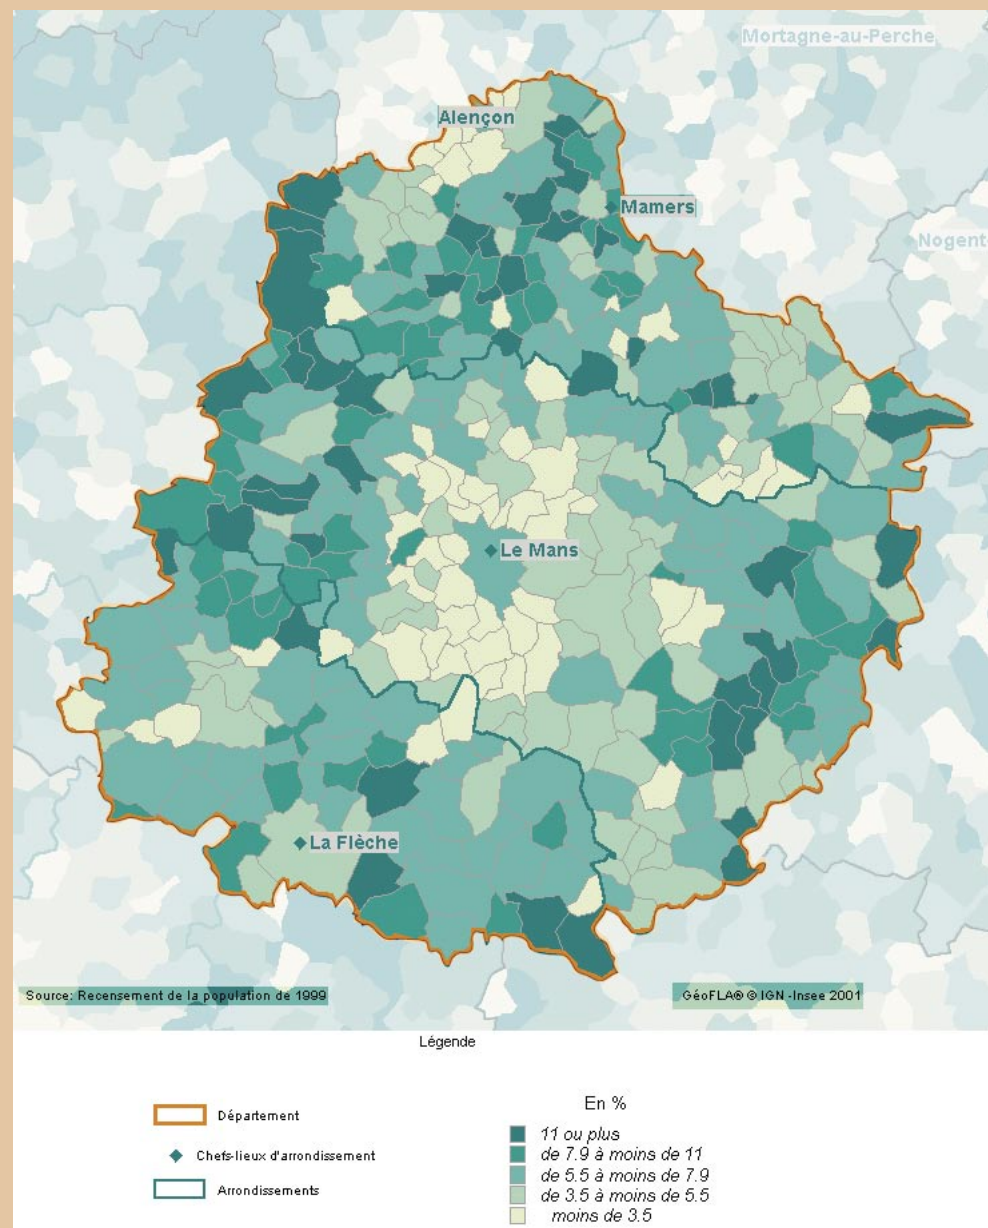 Mortagne-au-Perche
Alençon
Mamers
Nogent
Le Mans
La Flèche
Source: Recensement de la population de 1999
GéoFLA® © IGN -Insee 2001
Légende
En %
Département
Chefs-lieux d'arrondissement
Arrondissements
11 ou plus
de 7.9 à moins de 11
de 5.5 à moins de 7.9
de 3.5 à moins de 5.5
moins de 3.5